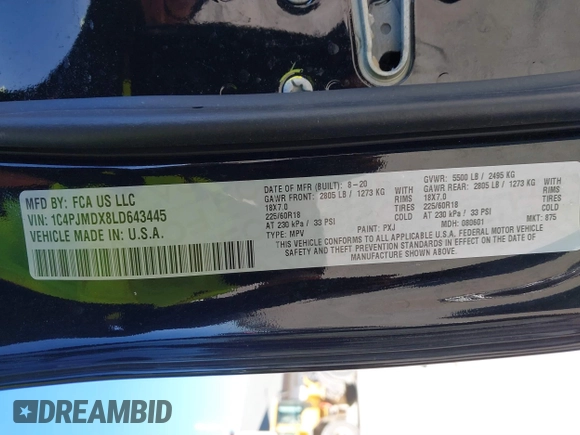 MFD BY: FCA US LLC
VIN: 1C4PJMDX8LD643445
VEHICLE MADE IN: U.S.A.
DATE OF MFR (BUILT): 8-20
GVWR: 5500 LB / 2495 KG
GAWR FRONT: 2805 LB / 1273 KG
GAWR REAR: 2805 LB / 1273 KG
18X7.0 RIMS
18X7.0 RIMS
225/60R18 TIRES
225/60R18 TIRES
AT 230 kPa / 33 PSI COLD
AT 230 kPa / 33 PSI COLD
TYPE: MPV
PAINT: PXJ
MDH: 080601
MKT: 875
THIS VEHICLE CONFORMS TO ALL APPLICABLE U.S.A. FEDERAL MOTOR VEHICLE
SAFETY & THEFT PREVENTION STANDARDS IN EFFECT ON THE DATE OF
MANUFACTURE SHOWN ABOVE.
DREAMBID